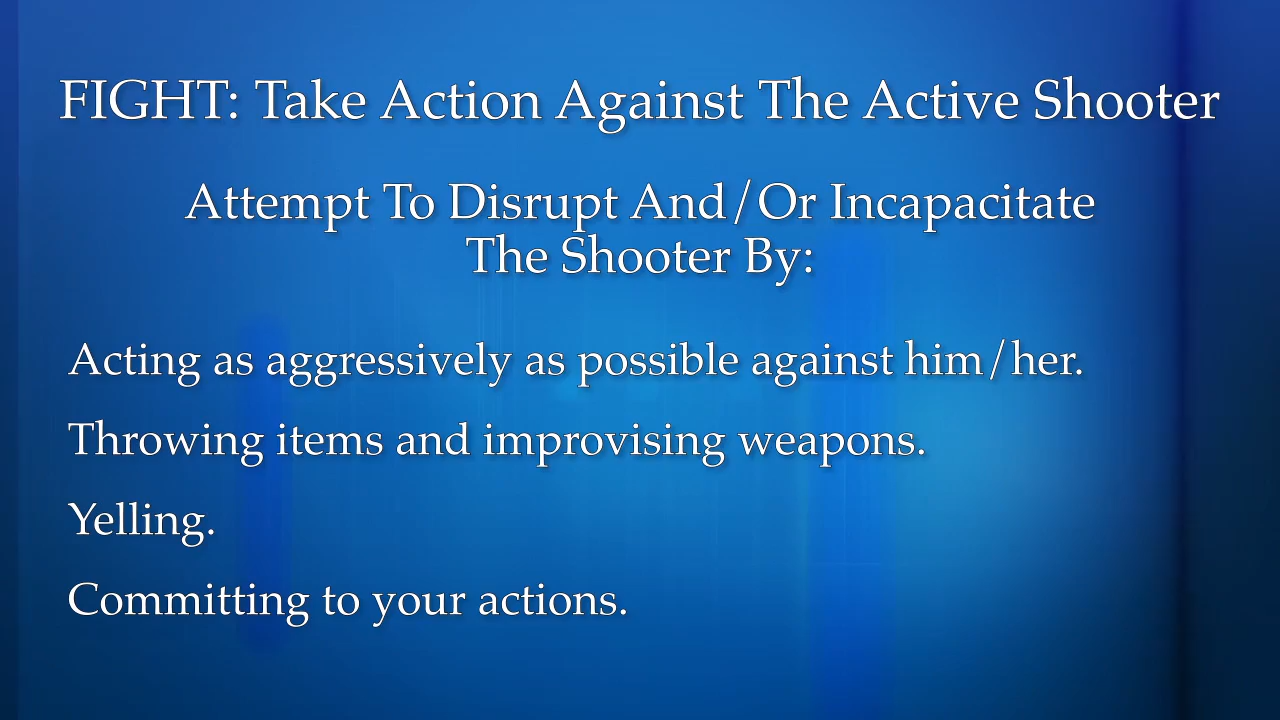 FIGHT: Take Action Against The Active Shooter
Attempt To Disrupt And/Or Incapacitate
The Shooter By:
Acting as aggressively as possible against him/her.
Throwing items and improvising weapons.
Yelling.
Committing to your actions.